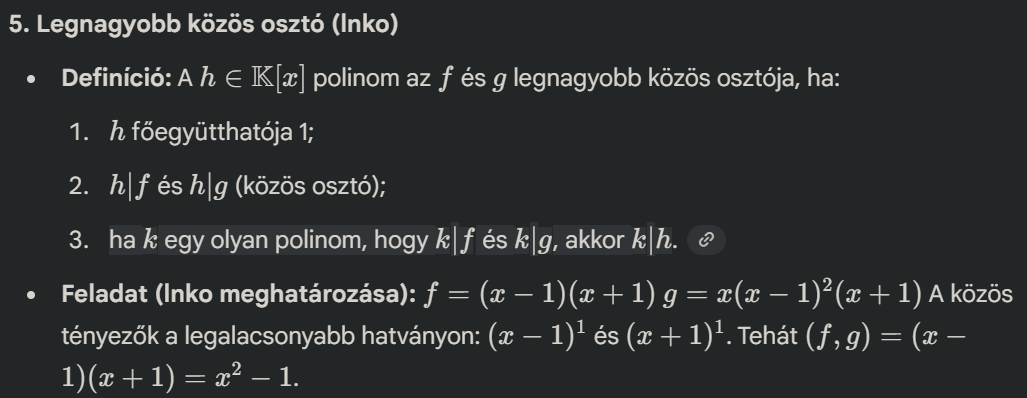 5. Legnagyobb közös osztó (lnko)
• Definíció: A h ∈ 𝕂[x] polinom az f és g legnagyobb közös osztója, ha:
1. h főegyütthatója 1;
2. h|f és h|g (közös osztó);
3. ha k egy olyan polinom, hogy k|f és k|g, akkor k|h.
• Feladat (lnko meghatározása): f = (x − 1)(x + 1) g = x(x − 1)²(x + 1) A közös
tényezők a legalacsonyabb hatványon: (x − 1)¹ és (x + 1)¹. Tehát (f, g) = (x −
1)(x + 1) = x² − 1.